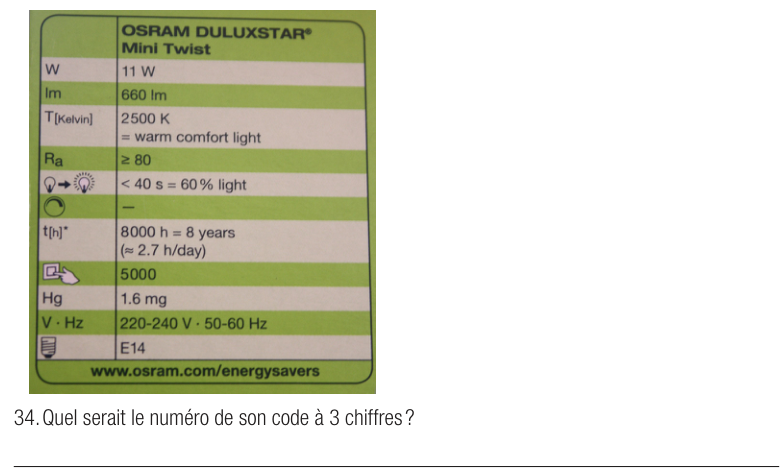 OSRAM DULUXSTAR®
Mini Twist
W 11 W
lm 660 lm
T[Kelvin] 2500 K
= warm comfort light
Ra ≥ 80
< 40 s = 60% light
–
t[h]* 8000 h = 8 years
(≈ 2.7 h/day)
5000
Hg 1.6 mg
V · Hz 220-240 V · 50-60 Hz
E14
www.osram.com/energysavers
34. Quel serait le numéro de son code à 3 chiffres ?